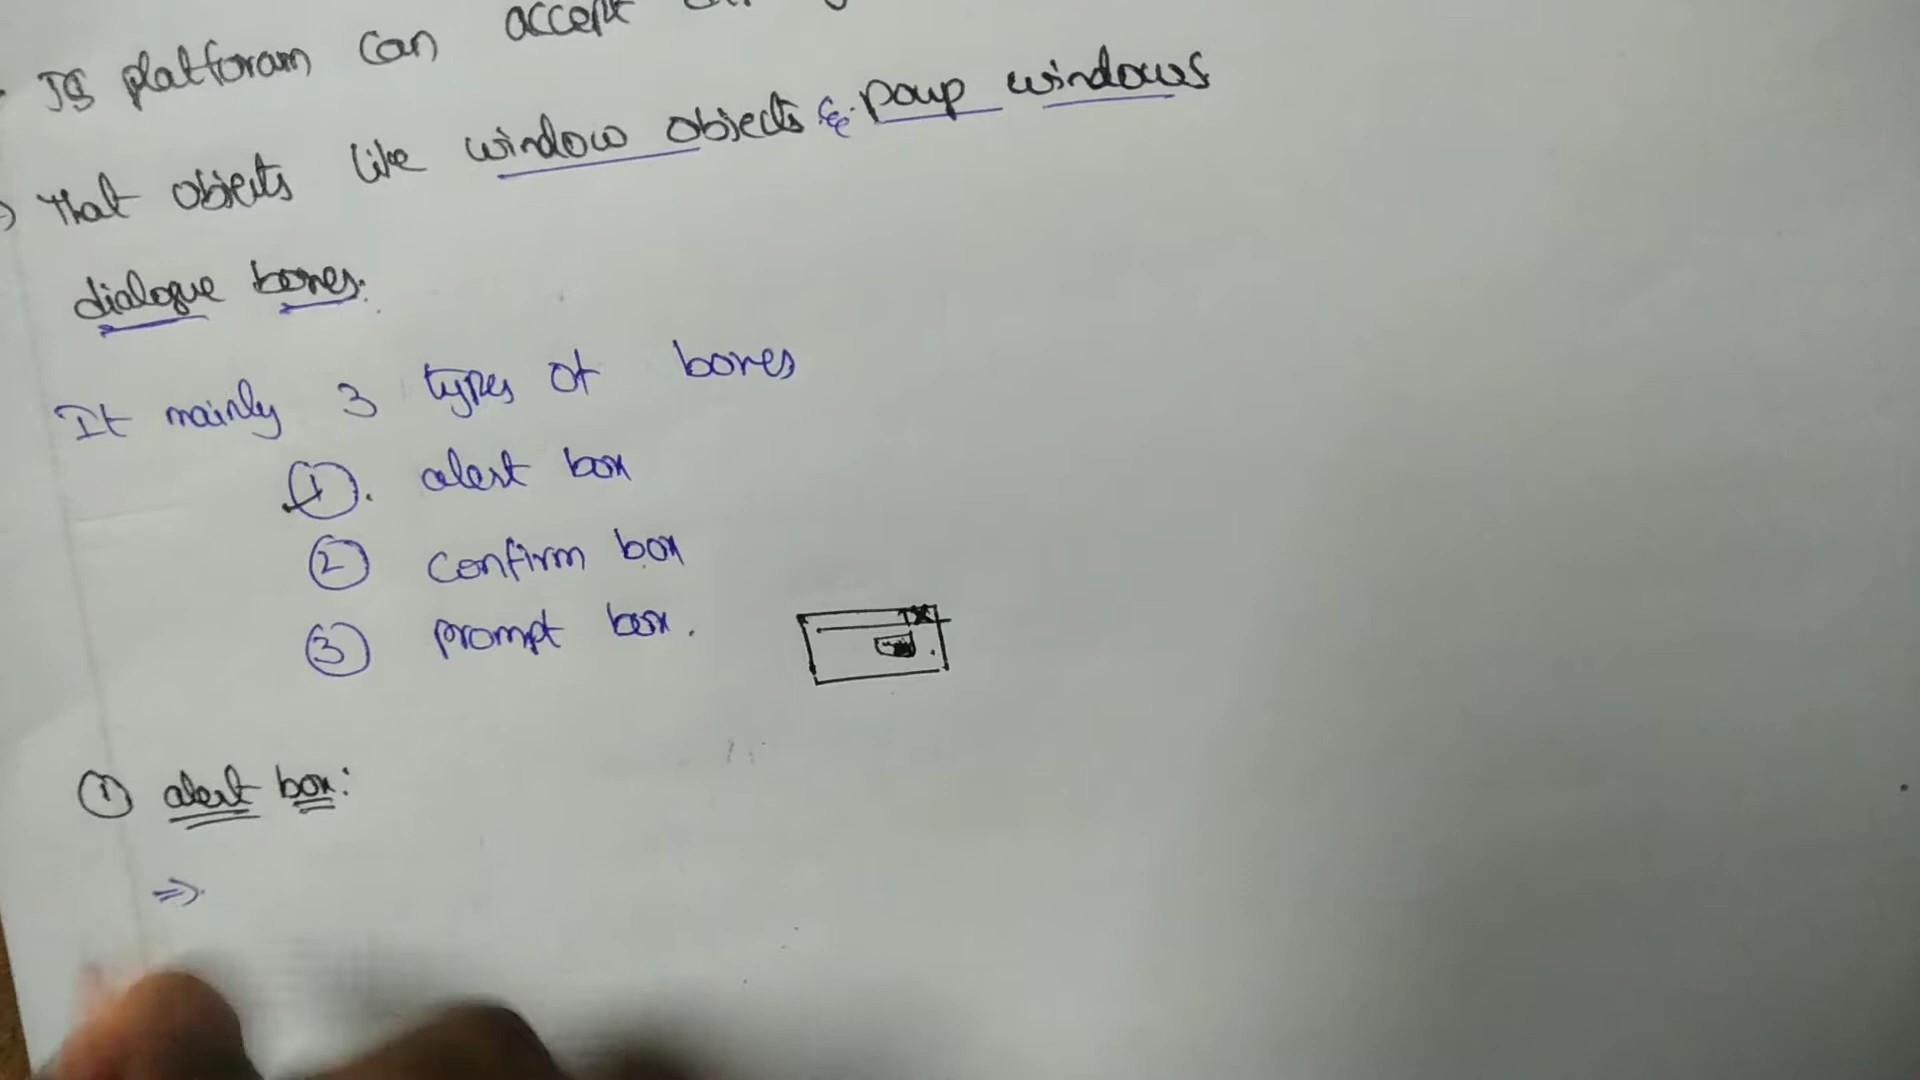 JS platforam can accept
That objects like window objects & poup windows
dialogue boxes.
It mainly 3 types of boxes
①. alert box
② confirm box
③ prompt box.
① alert box:
⇒